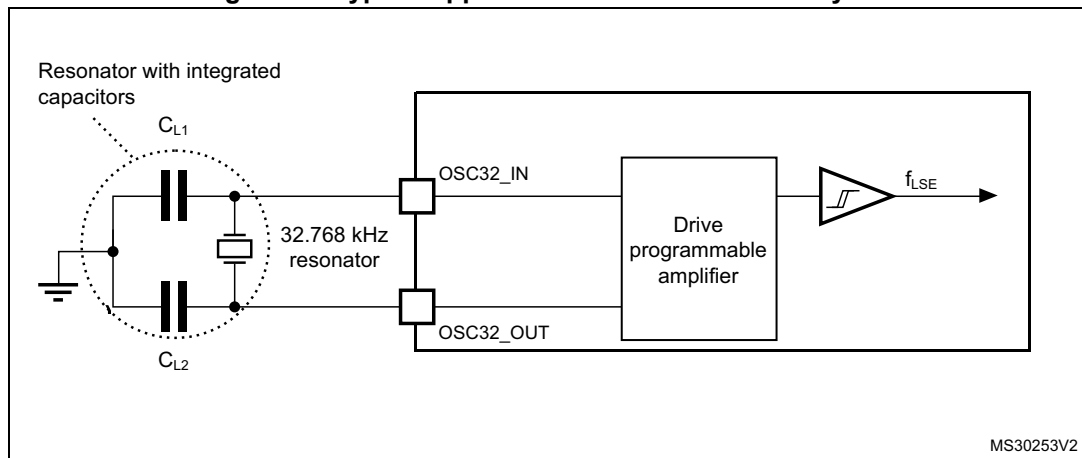 Resonator with integrated
capacitors
C_L1
OSC32_IN
f_LSE
32.768 kHz
resonator
Drive
programmable
amplifier
OSC32_OUT
C_L2
MS30253V2